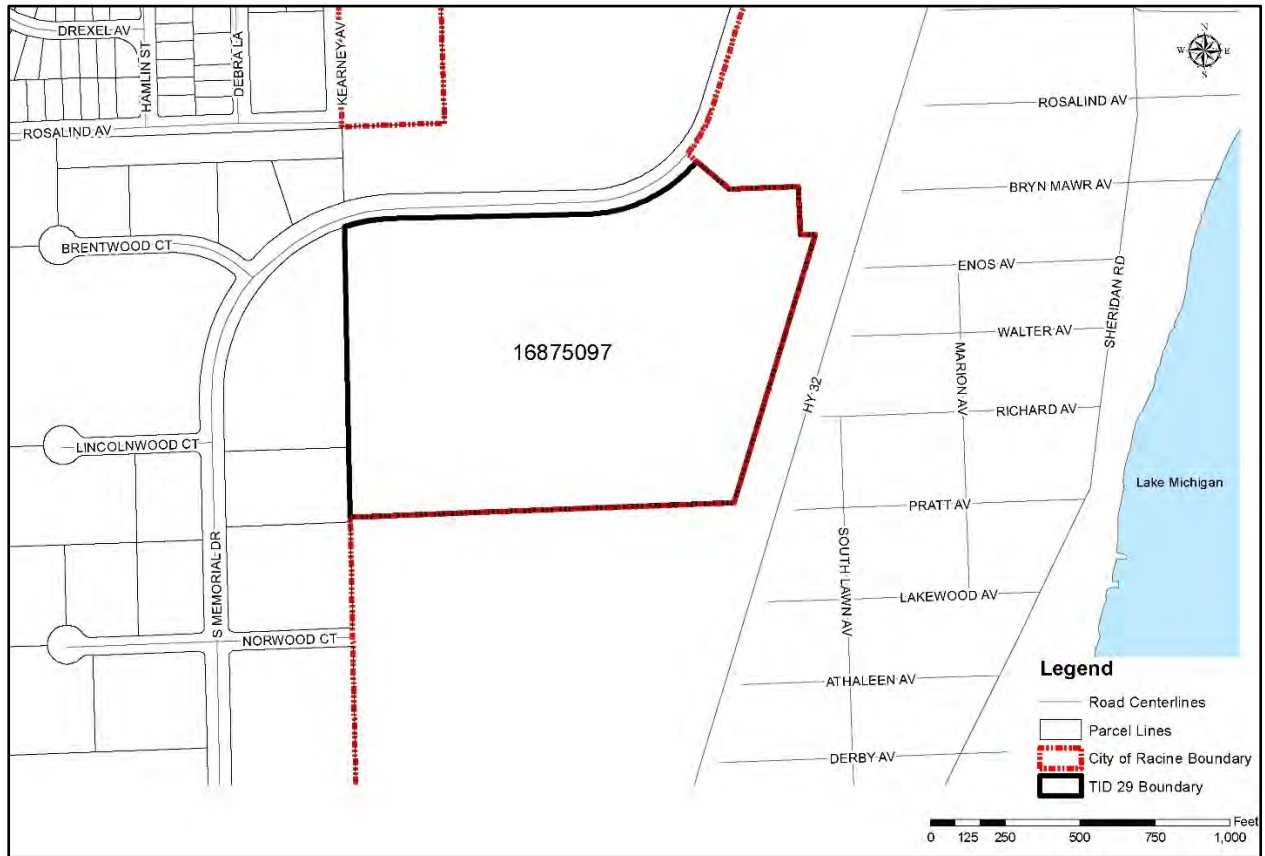 DREXEL AV
HAMLIN ST
DEBRA LA
KEARNEY AV
N
W E
S
ROSALIND AV
ROSALIND AV
BRYN MAWR AV
BRENTWOOD CT
ENOS AV
SHERIDAN RD
WALTER AV
MARION AV
16875097
HY 32
RICHARD AV
LINCOLNWOOD CT
Lake Michigan
PRATT AV
SOUTH LAWN AV
S MEMORIAL DR
LAKEWOOD AV
NORWOOD CT
ATHALEEN AV
DERBY AV
Legend
Road Centerlines
Parcel Lines
City of Racine Boundary
TID 29 Boundary
Feet
0 125 250 500 750 1,000